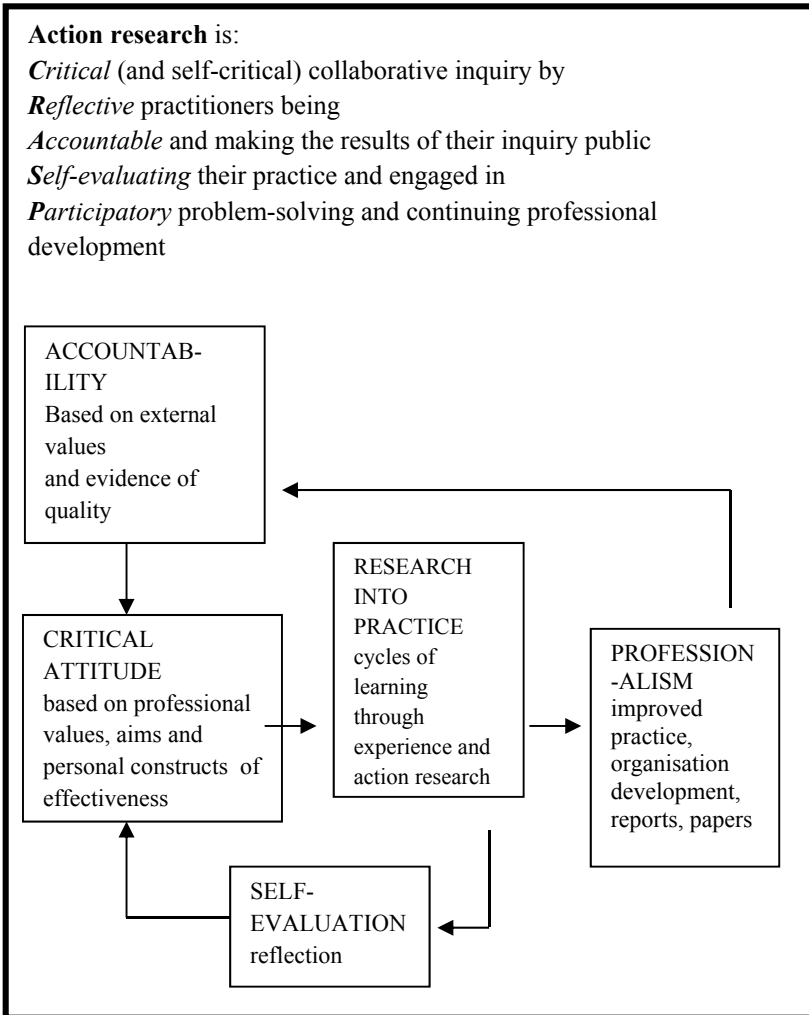 Action research is:
Critical (and self-critical) collaborative inquiry by
Reflective practitioners being
Accountable and making the results of their inquiry public
Self-evaluating their practice and engaged in
Participatory problem-solving and continuing professional
development
ACCOUNTAB-
ILITY
Based on external
values
and evidence of
quality
CRITICAL
ATTITUDE
based on professional
values, aims and
personal constructs of
effectiveness
RESEARCH
INTO
PRACTICE
cycles of
learning
through
experience and
action research
PROFESSION
-ALISM
improved
practice,
organisation
development,
reports, papers
SELF-
EVALUATION
reflection